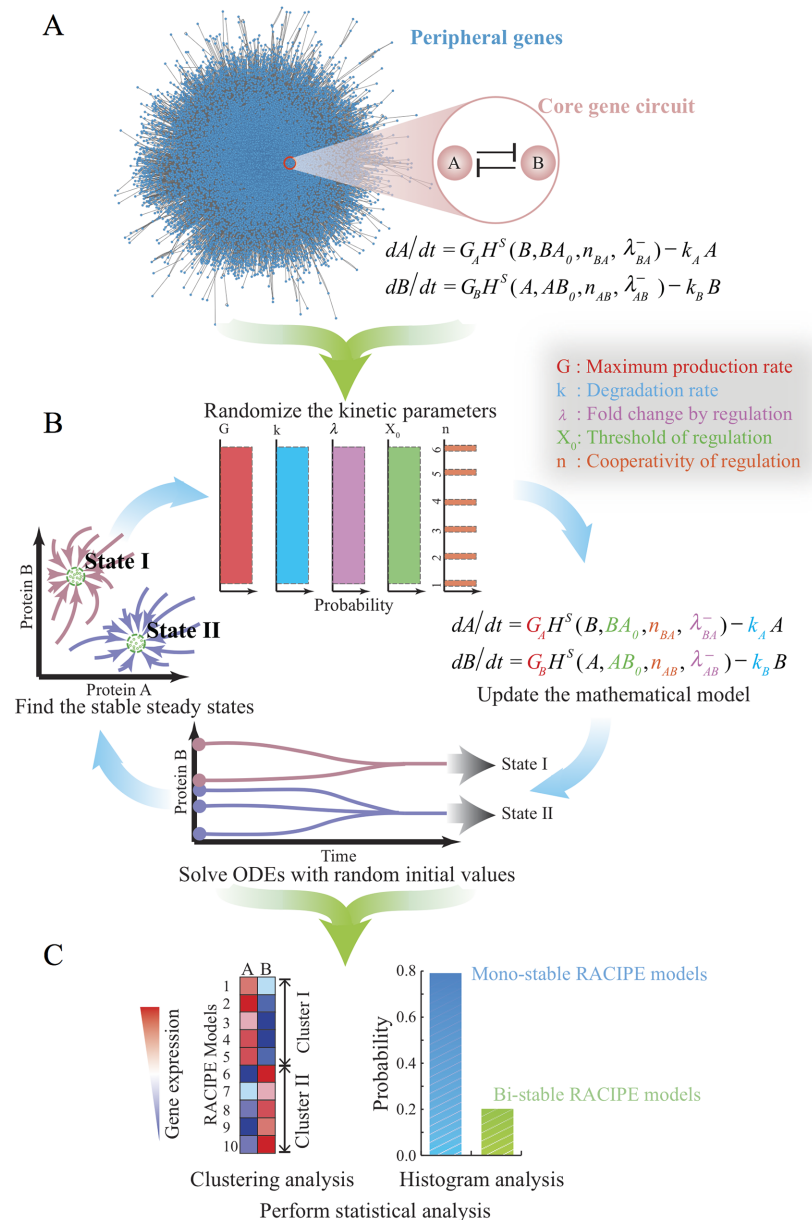 A
Peripheral genes
Core gene circuit
A
B
dA/dt = G_A H^S (B, BA_0, n_BA, λ^-_BA) − k_A A
dB/dt = G_B H^S (A, AB_0, n_AB, λ^-_AB) − k_B B
G : Maximum production rate
k : Degradation rate
λ : Fold change by regulation
X_0: Threshold of regulation
n : Cooperativity of regulation
B
Randomize the kinetic parameters
G k λ X_0 n
6
5
4
3
2
1
Probability
Protein B
State I
State II
Protein A
Find the stable steady states
dA/dt = G_A H^S (B, BA_0, n_BA, λ^-_BA) − k_A A
dB/dt = G_B H^S (A, AB_0, n_AB, λ^-_AB) − k_B B
Update the mathematical model
Protein B
State I
State II
Time
Solve ODEs with random initial values
C
Gene expression
RACIPE Models
A B
1
2
3
4
5
6
7
8
9
10
Cluster I
Cluster II
Clustering analysis
Probability
0.8
0.6
0.4
0.2
0.0
Mono-stable RACIPE models
Bi-stable RACIPE models
Histogram analysis
Perform statistical analysis